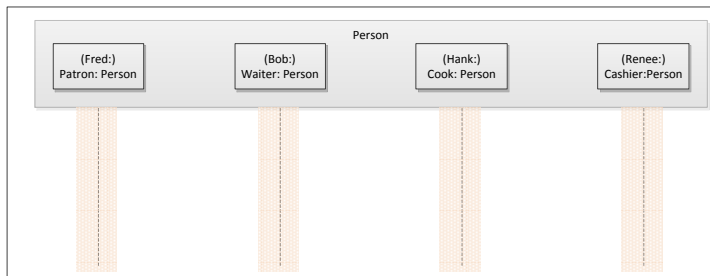 Person
(Fred:)
Patron: Person
(Bob:)
Waiter: Person
(Hank:)
Cook: Person
(Renee:)
Cashier:Person